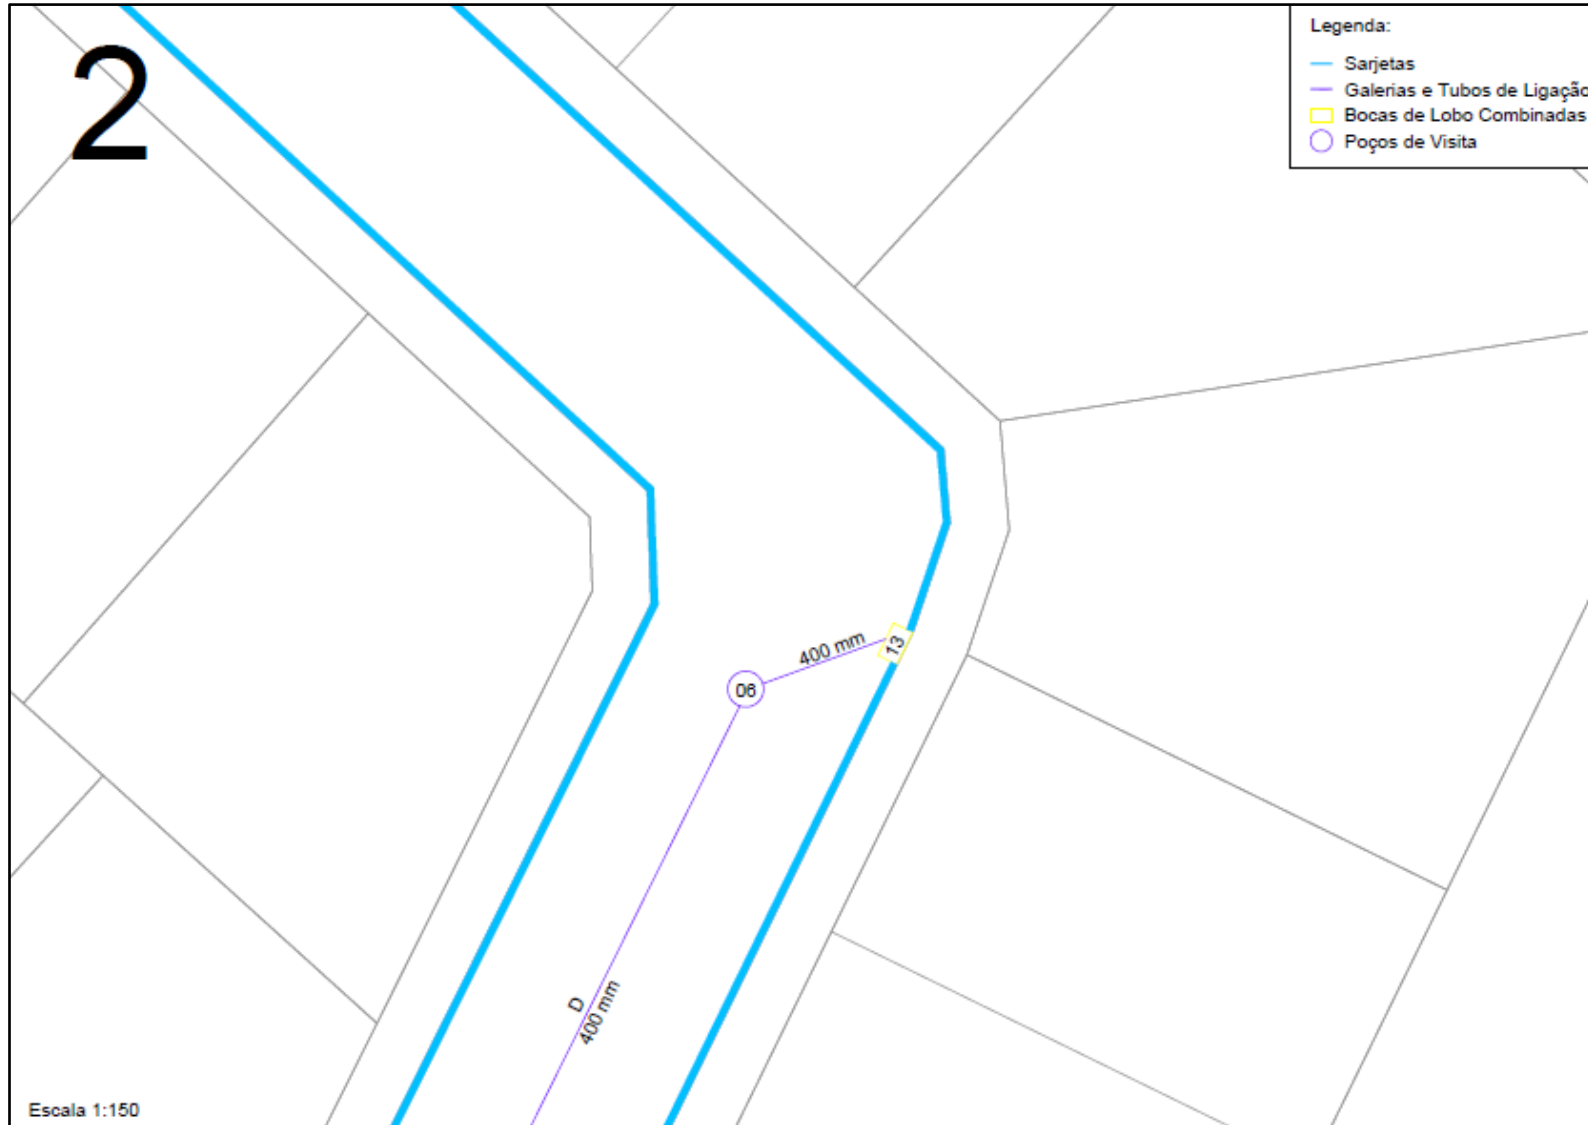 2
Legenda:
Sarjetas
Galerias e Tubos de Ligação
Bocas de Lobo Combinadas
Poços de Visita
400 mm
13
06
D
400 mm
Escala 1:150